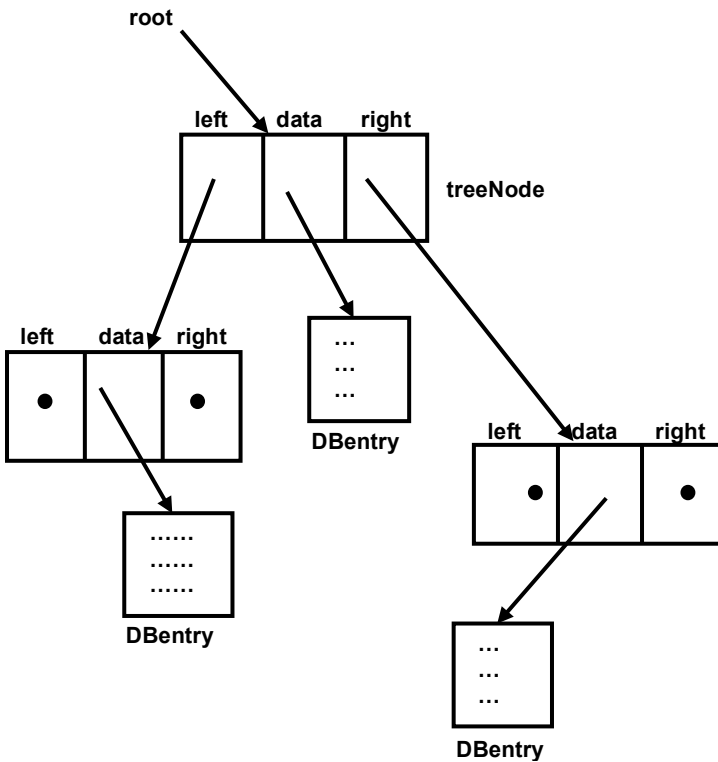 root
left data right
treeNode
left data right
...
...
...
DBentry
left data right
......
......
......
DBentry
...
...
...
DBentry